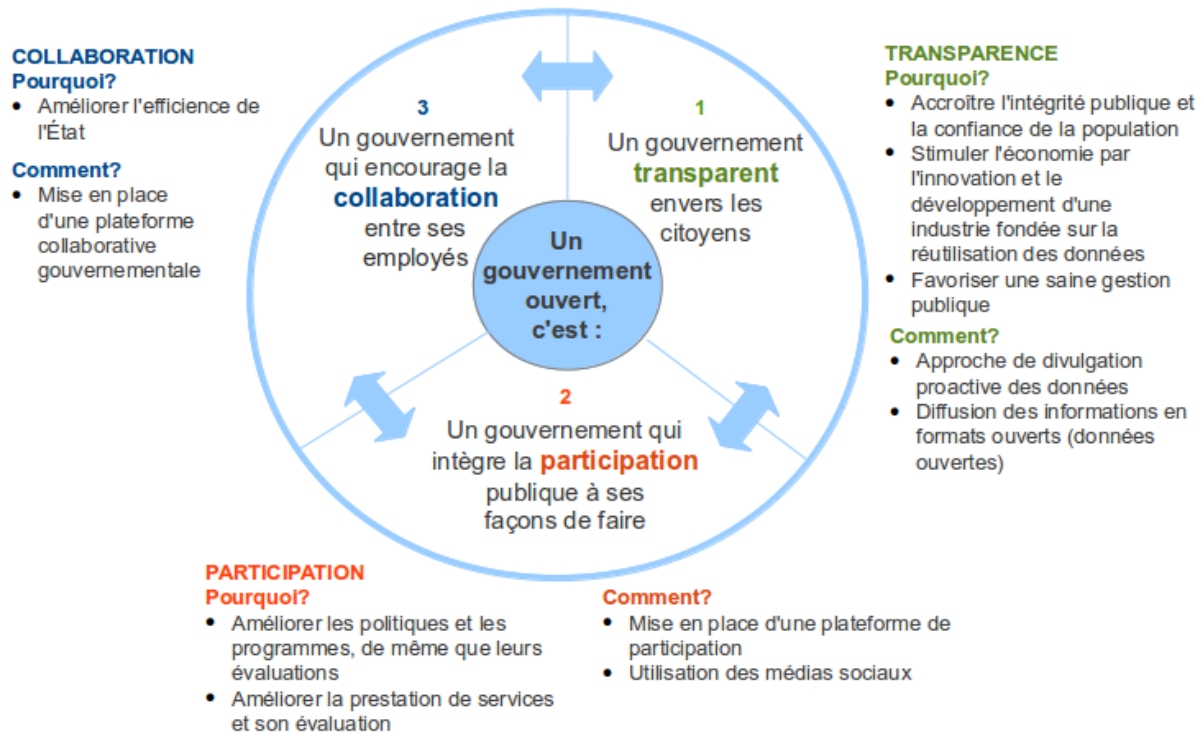 COLLABORATION
Pourquoi?
• Améliorer l'efficience de
l'État
Comment?
• Mise en place
d'une plateforme
collaborative
gouvernementale
3
Un gouvernement
qui encourage la
collaboration
entre ses
employés
1
Un gouvernement
transparent
envers les
citoyens
Un
gouvernement
ouvert,
c'est :
2
Un gouvernement qui
intègre la participation
publique à ses
façons de faire
TRANSPARENCE
Pourquoi?
• Accroître l'intégrité publique et
la confiance de la population
• Stimuler l'économie par
l'innovation et le
développement d'une
industrie fondée sur la
réutilisation des données
• Favoriser une saine gestion
publique
Comment?
• Approche de divulgation
proactive des données
• Diffusion des informations en
formats ouverts (données
ouvertes)
PARTICIPATION
Pourquoi?
• Améliorer les politiques et les
programmes, de même que leurs
évaluations
• Améliorer la prestation de services
et son évaluation
Comment?
• Mise en place d'une plateforme de
participation
• Utilisation des médias sociaux